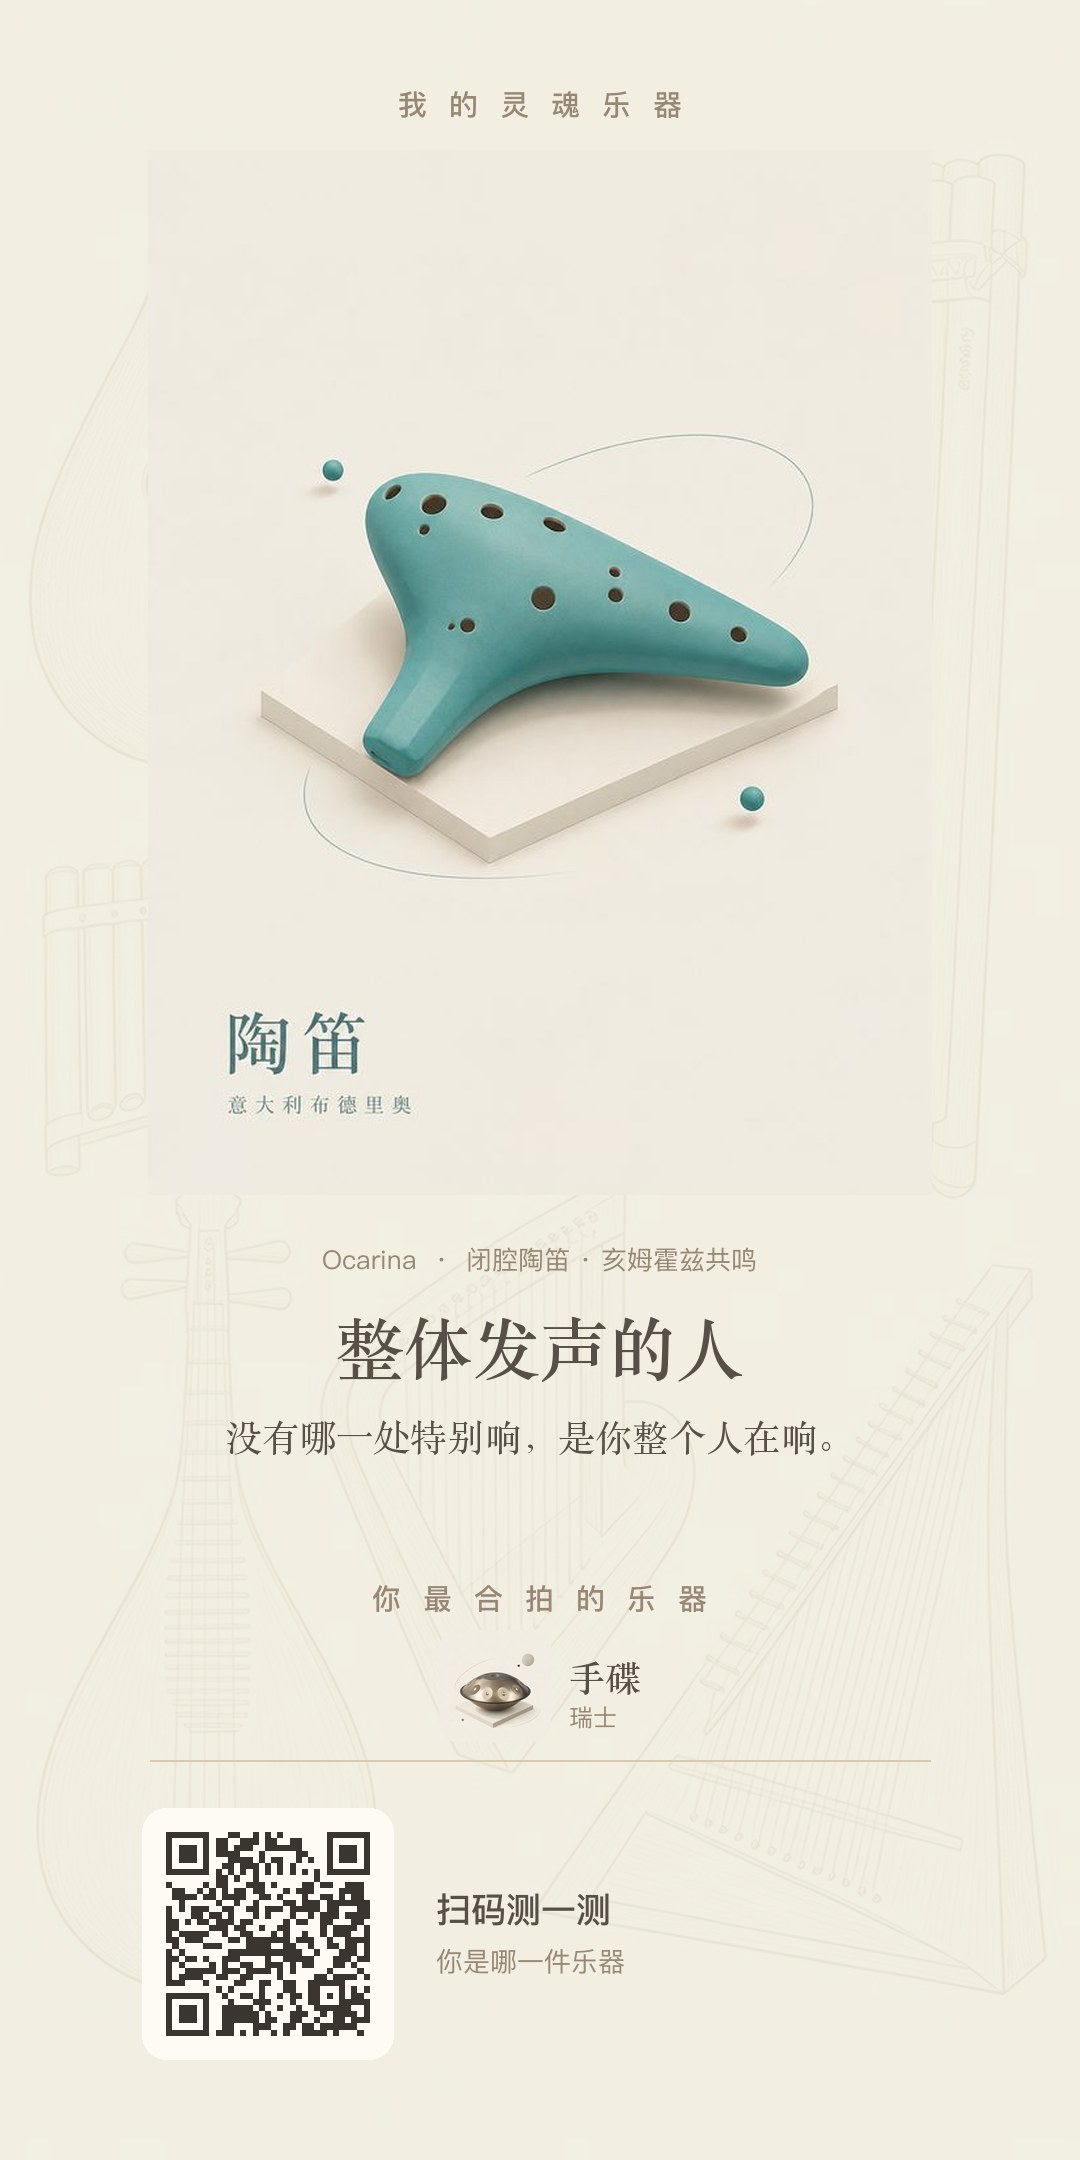 我的灵魂乐器
陶笛
意大利布德里奥
Ocarina · 闭腔陶笛 · 亥姆霍兹共鸣
整体发声的人
没有哪一处特别响，是你整个人在响。
你最合拍的乐器
手碟
瑞士
扫码测一测
你是哪一件乐器